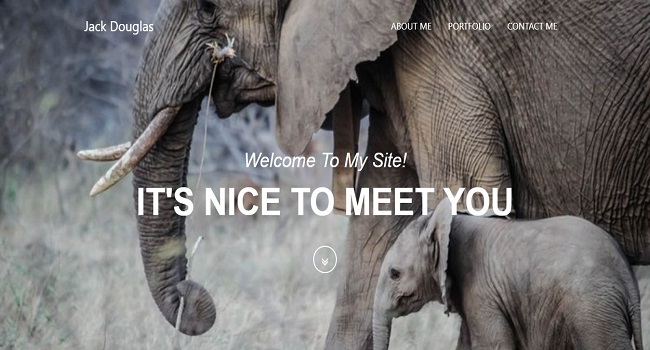 Jack Douglas
ABOUT ME PORTFOLIO CONTACT ME
Welcome To My Site!
IT'S NICE TO MEET YOU